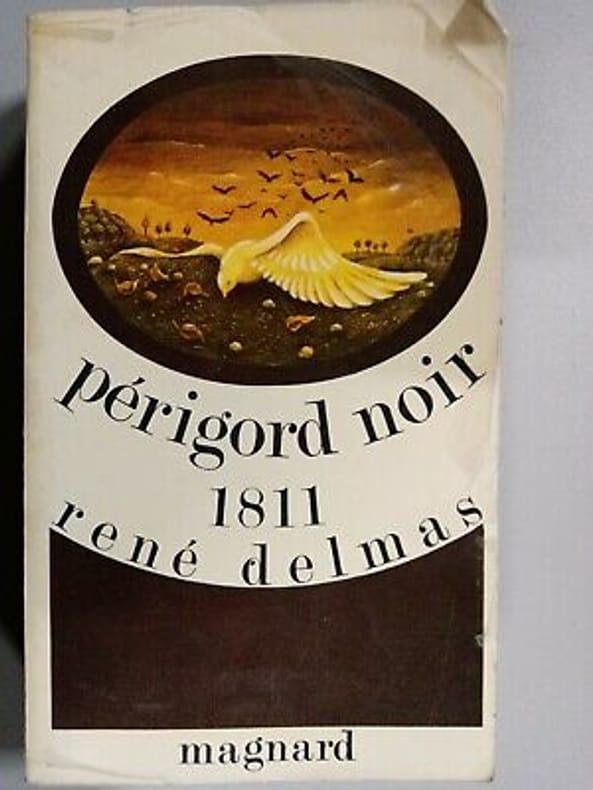 périgord noir
1811
rené delmas
magnard